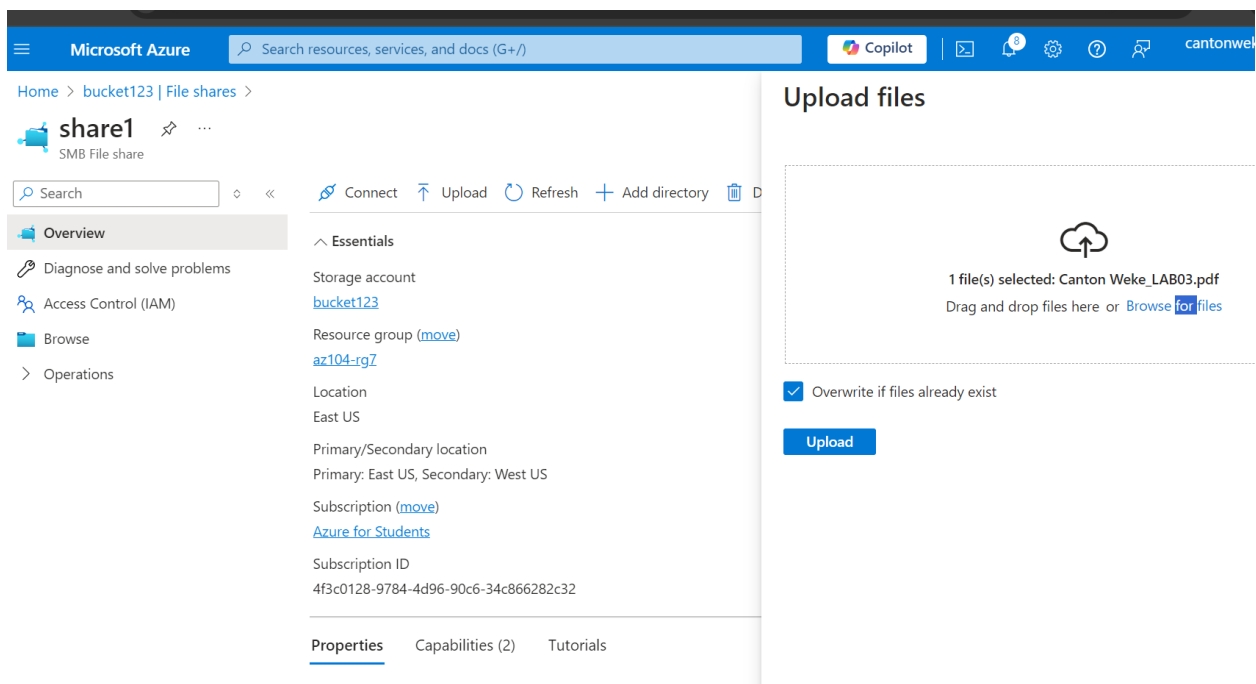 Microsoft Azure
Search resources, services, and docs (G+/)
Copilot
8
Home > bucket123 | File shares >
share1
SMB File share
Search
Overview
Diagnose and solve problems
Access Control (IAM)
Browse
Operations
Connect
Upload
Refresh
Add directory
Essentials
Storage account
bucket123
Resource group (move)
az104-rg7
Location
East US
Primary/Secondary location
Primary: East US, Secondary: West US
Subscription (move)
Azure for Students
Subscription ID
4f3c0128-9784-4d96-90c6-34c866282c32
Properties
Capabilities (2)
Tutorials
Upload files
1 file(s) selected: Canton Weke_LAB03.pdf
Drag and drop files here or Browse for files
Overwrite if files already exist
Upload